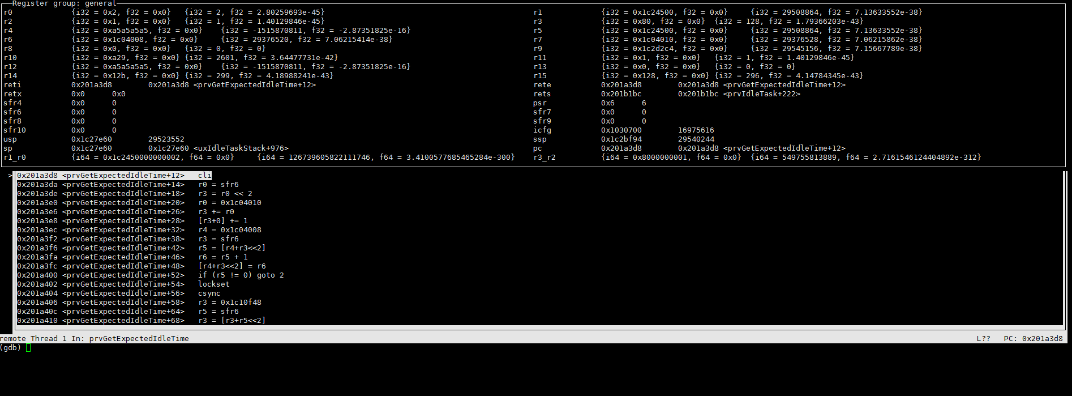 Register group: general
r0 {i32 = 0x2, f32 = 0x0} {i32 = 2, f32 = 2.80259693e-45} r1 {i32 = 0x1c24500, f32 = 0x0} {i32 = 29508864, f32 = 7.13633552e-38}
r2 {i32 = 0x1, f32 = 0x0} {i32 = 1, f32 = 1.40129846e-45} r3 {i32 = 0x80, f32 = 0x0} {i32 = 128, f32 = 1.79366203e-43}
r4 {i32 = 0xa5a5a5a5, f32 = 0x0} {i32 = -1515870811, f32 = -2.87351825e-16} r5 {i32 = 0x1c24500, f32 = 0x0} {i32 = 29508864, f32 = 7.13633552e-38}
r6 {i32 = 0x1c04008, f32 = 0x0} {i32 = 29376520, f32 = 7.06215414e-38} r7 {i32 = 0x1c04010, f32 = 0x0} {i32 = 29376528, f32 = 7.06215862e-38}
r8 {i32 = 0x0, f32 = 0x0} {i32 = 0, f32 = 0} r9 {i32 = 0x1c2d2c4, f32 = 0x0} {i32 = 29545156, f32 = 7.15667789e-38}
r10 {i32 = 0xa29, f32 = 0x0} {i32 = 2601, f32 = 3.64477731e-42} r11 {i32 = 0x1, f32 = 0x0} {i32 = 1, f32 = 1.40129846e-45}
r12 {i32 = 0xa5a5a5a5, f32 = 0x0} {i32 = -1515870811, f32 = -2.87351825e-16} r13 {i32 = 0x0, f32 = 0x0} {i32 = 0, f32 = 0}
r14 {i32 = 0x12b, f32 = 0x0} {i32 = 299, f32 = 4.18988241e-43} r15 {i32 = 0x128, f32 = 0x0} {i32 = 296, f32 = 4.14784345e-43}
reti 0x201a3d8 0x201a3d8 <prvGetExpectedIdleTime+12> rete 0x201a3d8 0x201a3d8 <prvGetExpectedIdleTime+12>
retx 0x0 0x0 rets 0x201b1bc 0x201b1bc <prvIdleTask+222>
sfr4 0x0 0 psr 0x6 6
sfr6 0x0 0 sfr7 0x0 0
sfr8 0x0 0 sfr9 0x0 0
sfr10 0x0 0 icfg 0x1030700 16975616
usp 0x1c27e60 29523552 ssp 0x1c2bf94 29540244
sp 0x1c27e60 0x1c27e60 <uxIdleTaskStack+976> pc 0x201a3d8 0x201a3d8 <prvGetExpectedIdleTime+12>
r1_r0 {i64 = 0x1c2450000000002, f64 = 0x0} {i64 = 126739605822111746, f64 = 3.4100577685465284e-300} r3_r2 {i64 = 0x8000000001, f64 = 0x0} {i64 = 549755813889, f64 = 2.7161546124404892e-312}
>0x201a3d8 <prvGetExpectedIdleTime+12> cli
0x201a3da <prvGetExpectedIdleTime+14> r0 = sfr6
0x201a3de <prvGetExpectedIdleTime+18> r3 = r0 << 2
0x201a3e0 <prvGetExpectedIdleTime+20> r0 = 0x1c04010
0x201a3e6 <prvGetExpectedIdleTime+26> r3 += r0
0x201a3e8 <prvGetExpectedIdleTime+28> [r3+0] += 1
0x201a3ec <prvGetExpectedIdleTime+32> r4 = 0x1c04008
0x201a3f2 <prvGetExpectedIdleTime+38> r3 = sfr6
0x201a3f6 <prvGetExpectedIdleTime+42> r5 = [r4+r3<<2]
0x201a3fa <prvGetExpectedIdleTime+46> r6 = r5 + 1
0x201a3fc <prvGetExpectedIdleTime+48> [r4+r3<<2] = r6
0x201a400 <prvGetExpectedIdleTime+52> if (r5 != 0) goto 2
0x201a402 <prvGetExpectedIdleTime+54> lockset
0x201a404 <prvGetExpectedIdleTime+56> csync
0x201a406 <prvGetExpectedIdleTime+58> r3 = 0x1c10f48
0x201a40c <prvGetExpectedIdleTime+64> r5 = sfr6
0x201a410 <prvGetExpectedIdleTime+68> r3 = [r3+r5<<2]
remote Thread 1 In: prvGetExpectedIdleTime L?? PC: 0x201a3d8
(gdb)